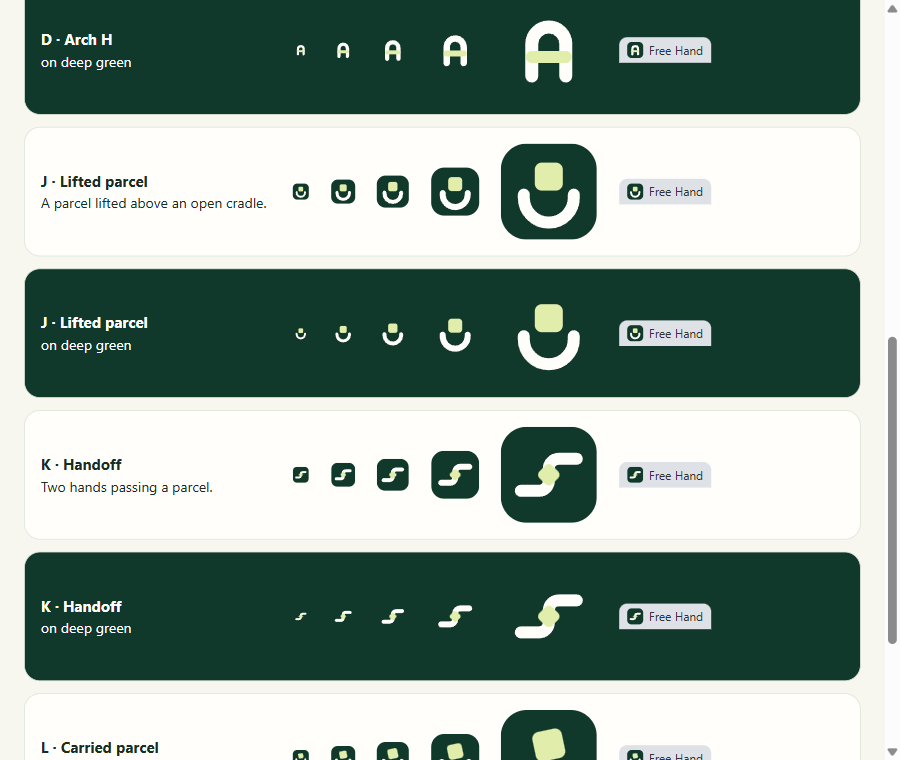 D · Arch H
on deep green
Free Hand
J · Lifted parcel
A parcel lifted above an open cradle.
Free Hand
J · Lifted parcel
on deep green
Free Hand
K · Handoff
Two hands passing a parcel.
Free Hand
K · Handoff
on deep green
Free Hand
L · Carried parcel
Free Hand